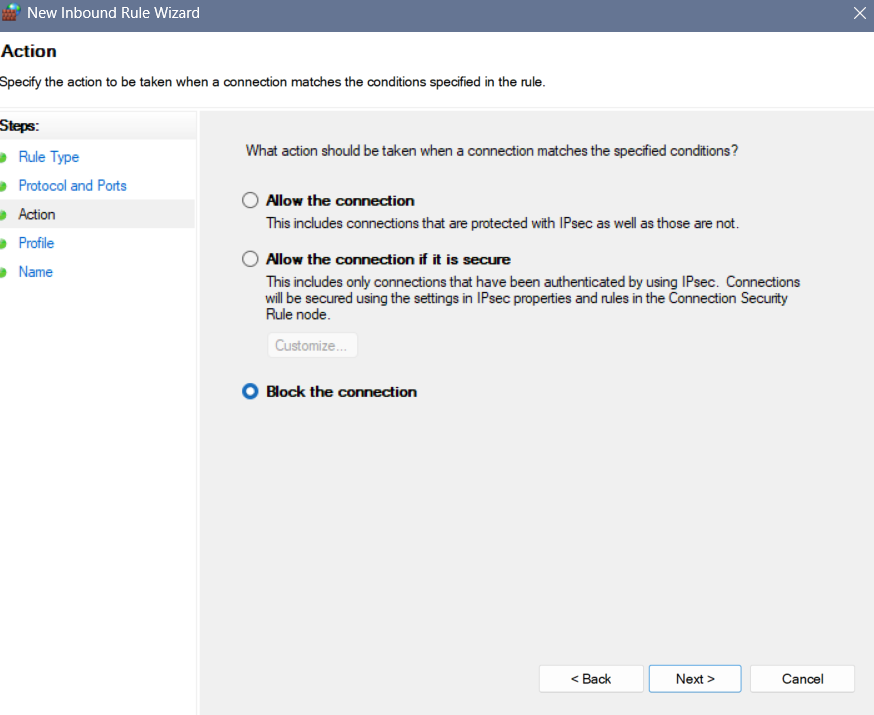 New Inbound Rule Wizard
Action
Specify the action to be taken when a connection matches the conditions specified in the rule.
Steps:
Rule Type
Protocol and Ports
Action
Profile
Name
What action should be taken when a connection matches the specified conditions?
Allow the connection
This includes connections that are protected with IPsec as well as those are not.
Allow the connection if it is secure
This includes only connections that have been authenticated by using IPsec. Connections
will be secured using the settings in IPsec properties and rules in the Connection Security
Rule node.
Customize...
Block the connection
< Back
Next >
Cancel